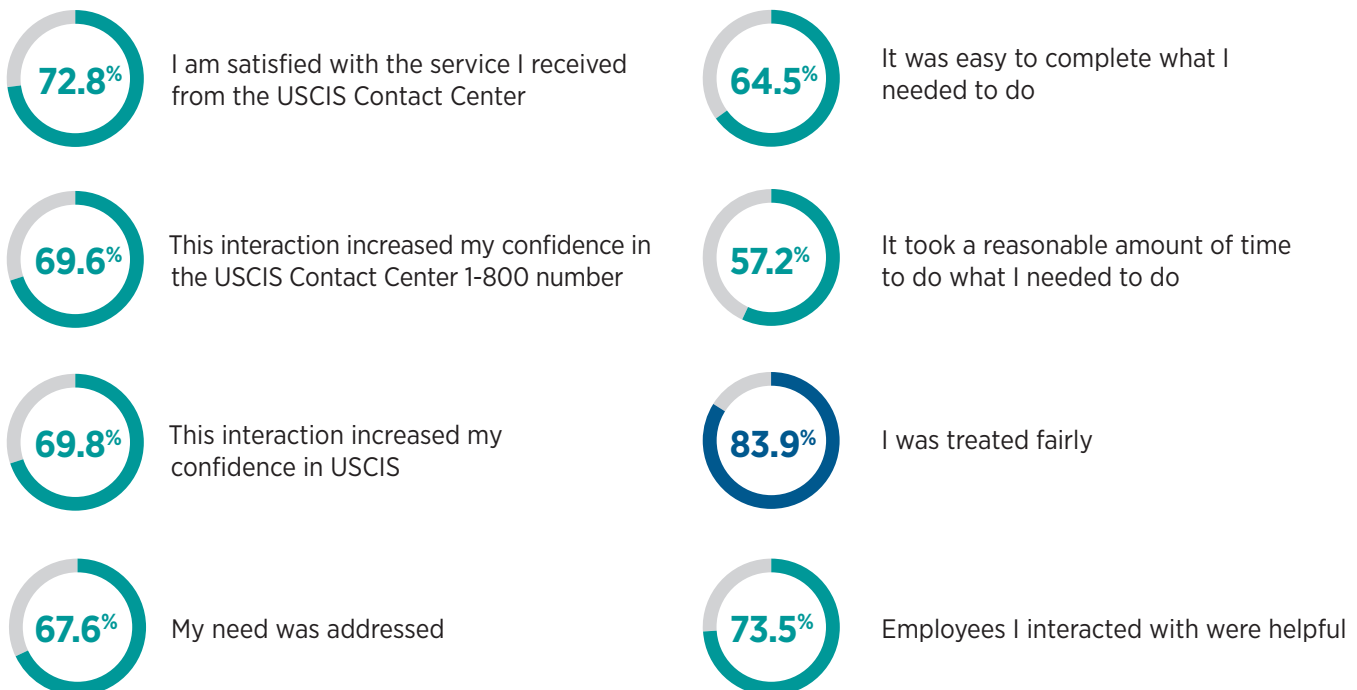 72.8%
I am satisfied with the service I received
from the USCIS Contact Center
64.5%
It was easy to complete what I
needed to do
69.6%
This interaction increased my confidence in
the USCIS Contact Center 1-800 number
57.2%
It took a reasonable amount of time
to do what I needed to do
69.8%
This interaction increased my
confidence in USCIS
83.9%
I was treated fairly
67.6%
My need was addressed
73.5%
Employees I interacted with were helpful